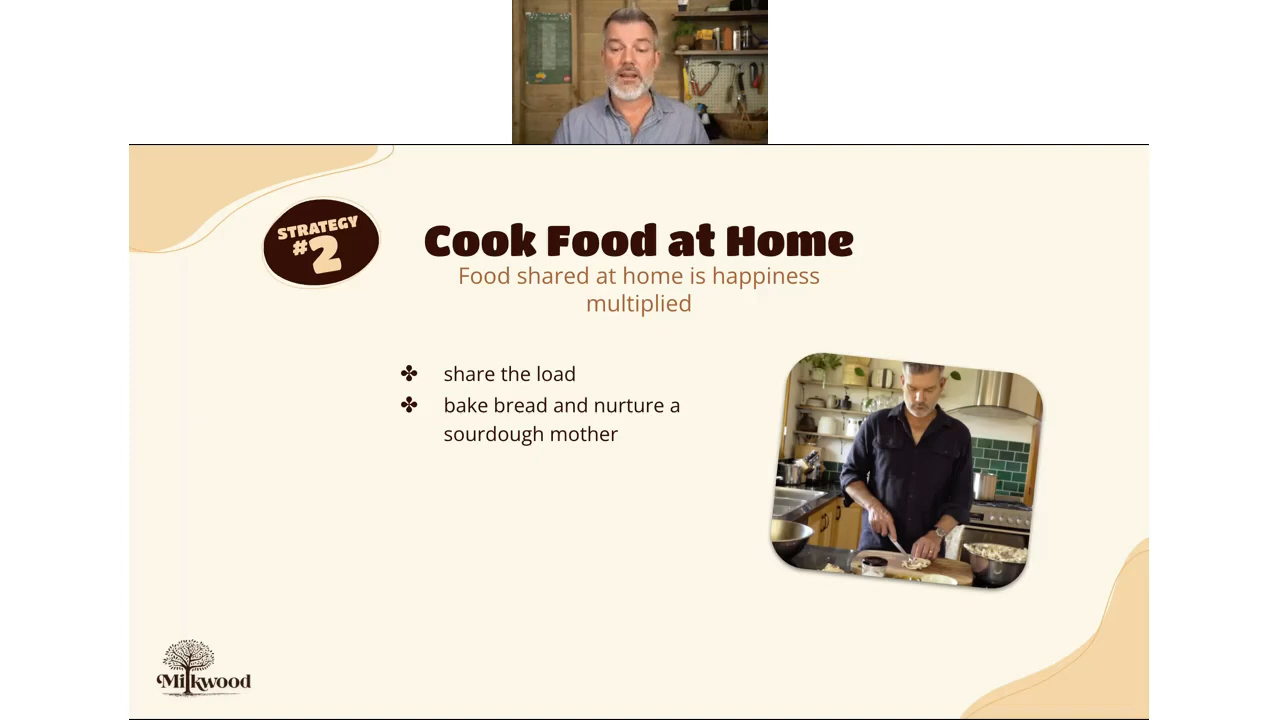 STRATEGY
#2
Cook Food at Home
Food shared at home is happiness
multiplied
✤ share the load
✤ bake bread and nurture a
sourdough mother
Milkwood